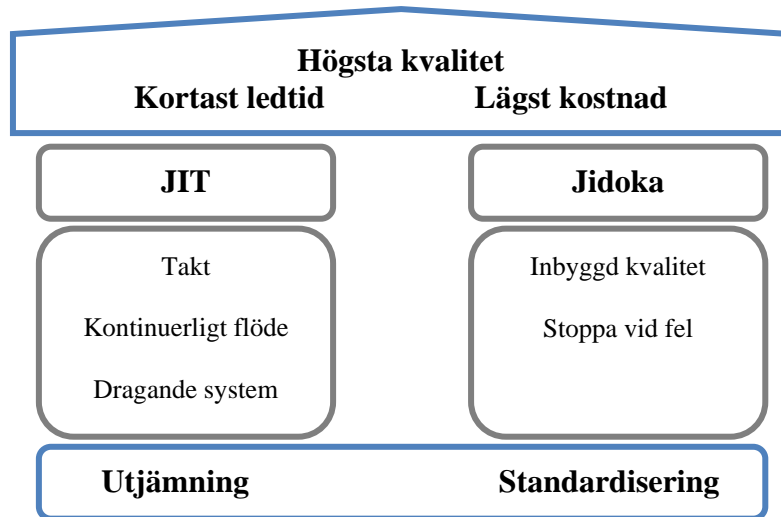 Högsta kvalitet
Kortast ledtid Lägst kostnad
JIT
Jidoka
Takt
Kontinuerligt flöde
Dragande system
Inbyggd kvalitet
Stoppa vid fel
Utjämning Standardisering